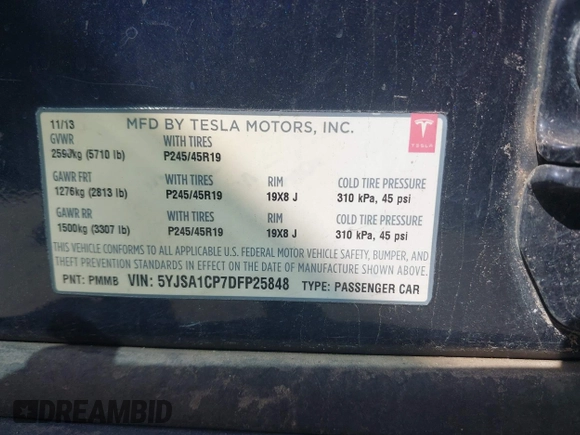 11/13 MFD BY TESLA MOTORS, INC.
GVWR WITH TIRES TESLA
2590kg (5710 lb) P245/45R19
GAWR FRT WITH TIRES RIM COLD TIRE PRESSURE
1276kg (2813 lb) P245/45R19 19X8 J 310 kPa, 45 psi
GAWR RR WITH TIRES RIM COLD TIRE PRESSURE
1500kg (3307 lb) P245/45R19 19X8 J 310 kPa, 45 psi
THIS VEHICLE CONFORMS TO ALL APPLICABLE U.S. FEDERAL MOTOR VEHICLE SAFETY, BUMPER, AND
THEFT PREVENTION STANDARDS IN EFFECT ON THE DATE OF MANUFACTURE SHOWN ABOVE.
PNT: PMMB VIN: 5YJSA1CP7DFP25848 TYPE: PASSENGER CAR
DREAMBID